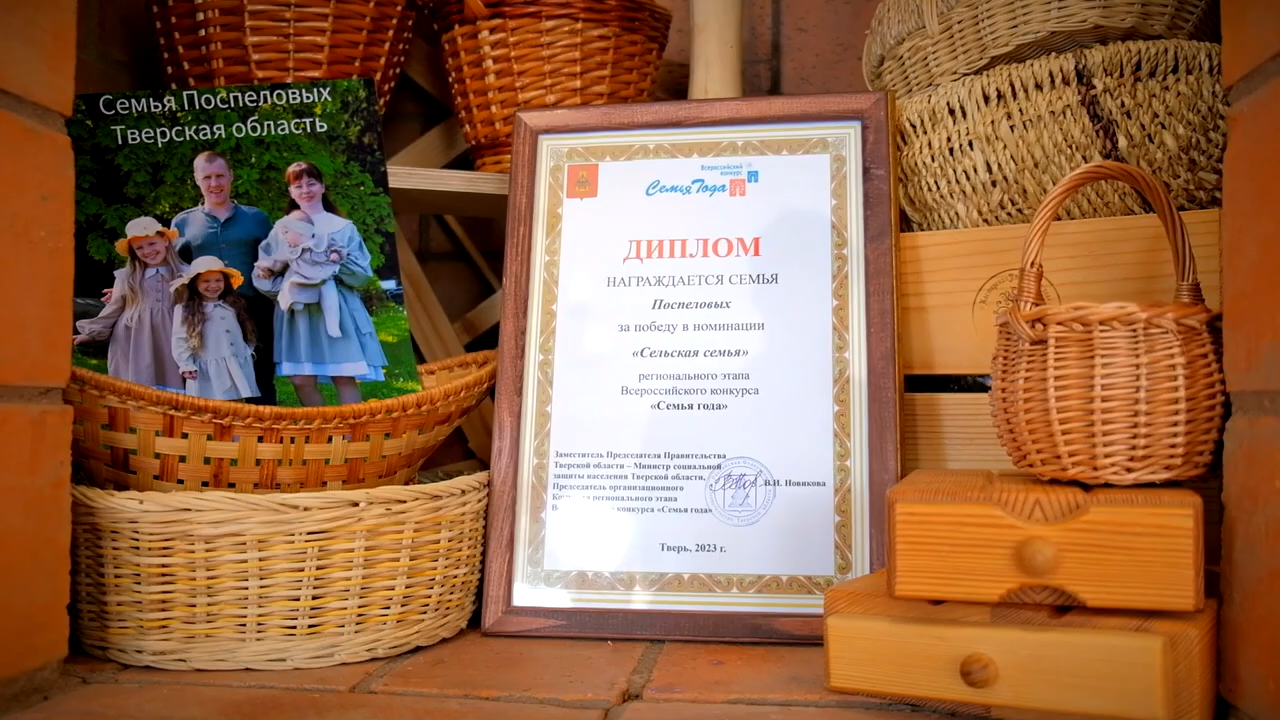 Семья Поспеловых
Тверская область
Всероссийский
конкурс
Семья Года
ДИПЛОМ
НАГРАЖДАЕТСЯ СЕМЬЯ
Поспеловых
за победу в номинации
«Сельская семья»
регионального этапа
Всероссийского конкурса
«Семья года»
Заместитель Председателя Правительства
Тверской области – Министр социальной
защиты населения Тверской области,
Председатель организационного
регионального этапа
конкурса «Семья года»
В.И. Новикова
Тверь, 2023 г.